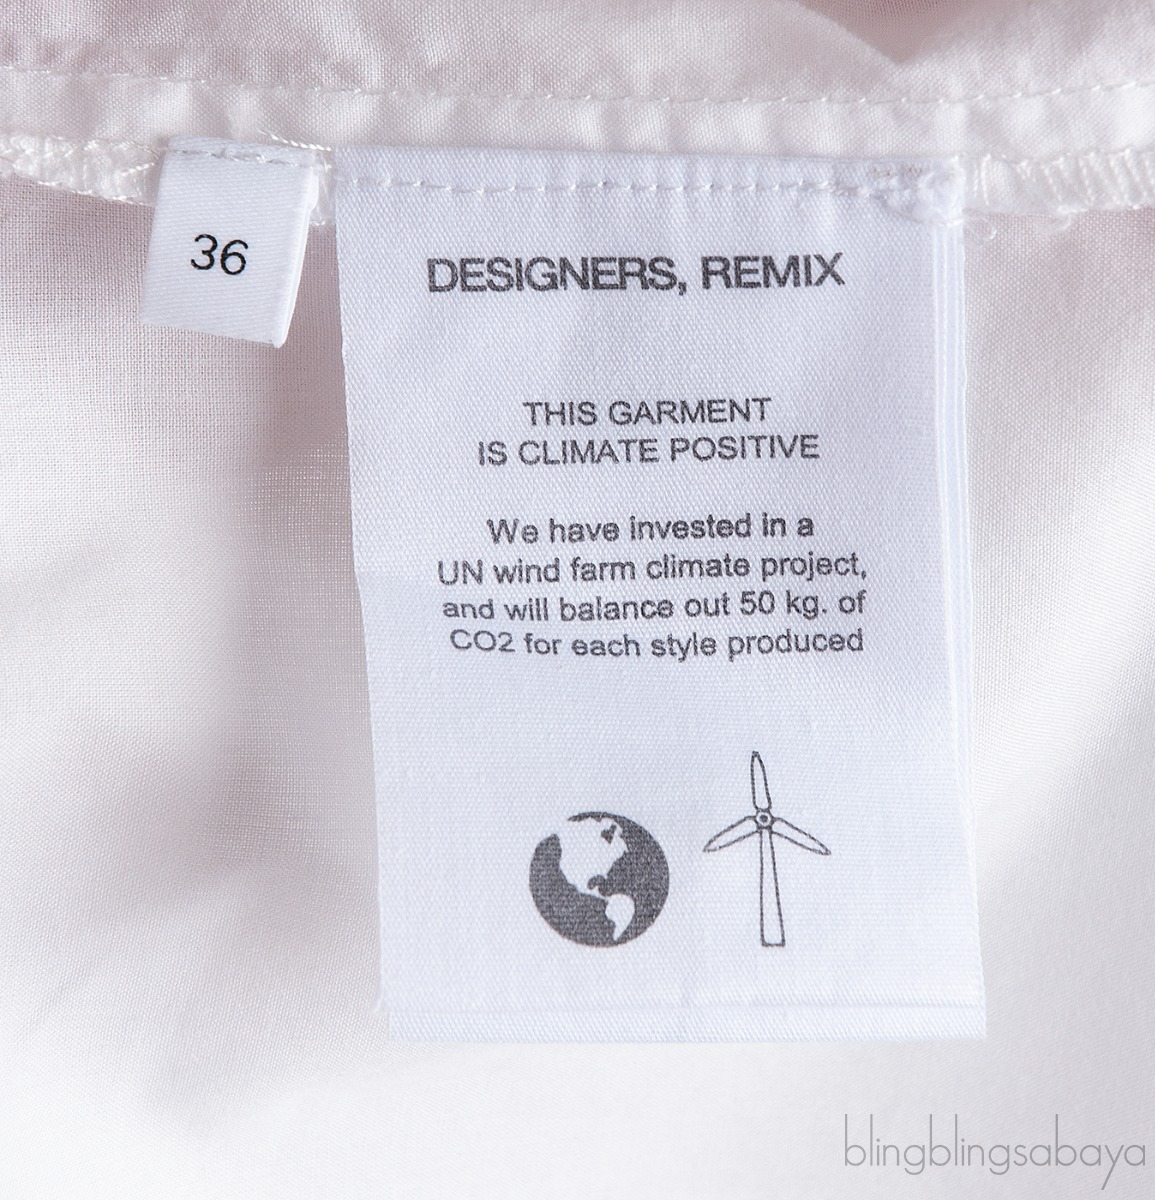 36
DESIGNERS, REMIX
THIS GARMENT
IS CLIMATE POSITIVE
We have invested in a
UN wind farm climate project,
and will balance out 50 kg. of
CO2 for each style produced
blingblingsabaya